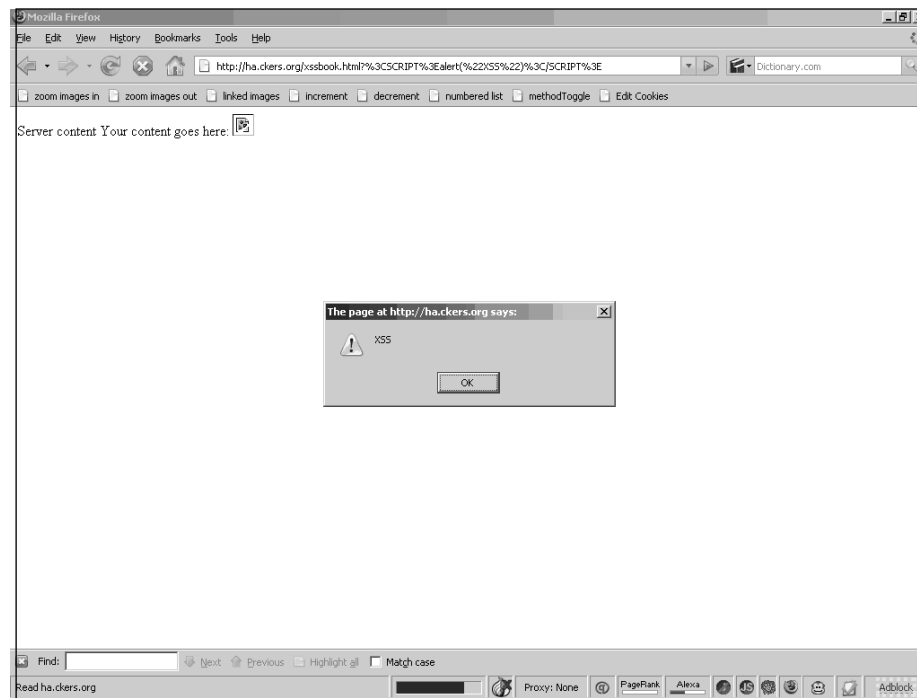 Mozilla Firefox
File Edit View History Bookmarks Tools Help
http://ha.ckers.org/xssbook.html?%3CSCRIPT%3Ealert(%22XSS%22)%3C/SCRIPT%3E
Dictionary.com
zoom images in zoom images out linked images increment decrement numbered list methodToggle Edit Cookies
Server content Your content goes here:
The page at http://ha.ckers.org says:
XSS
OK
Find: Next Previous Highlight all Match case
Read ha.ckers.org Proxy: None @ PageRank Alexa JS Adblock